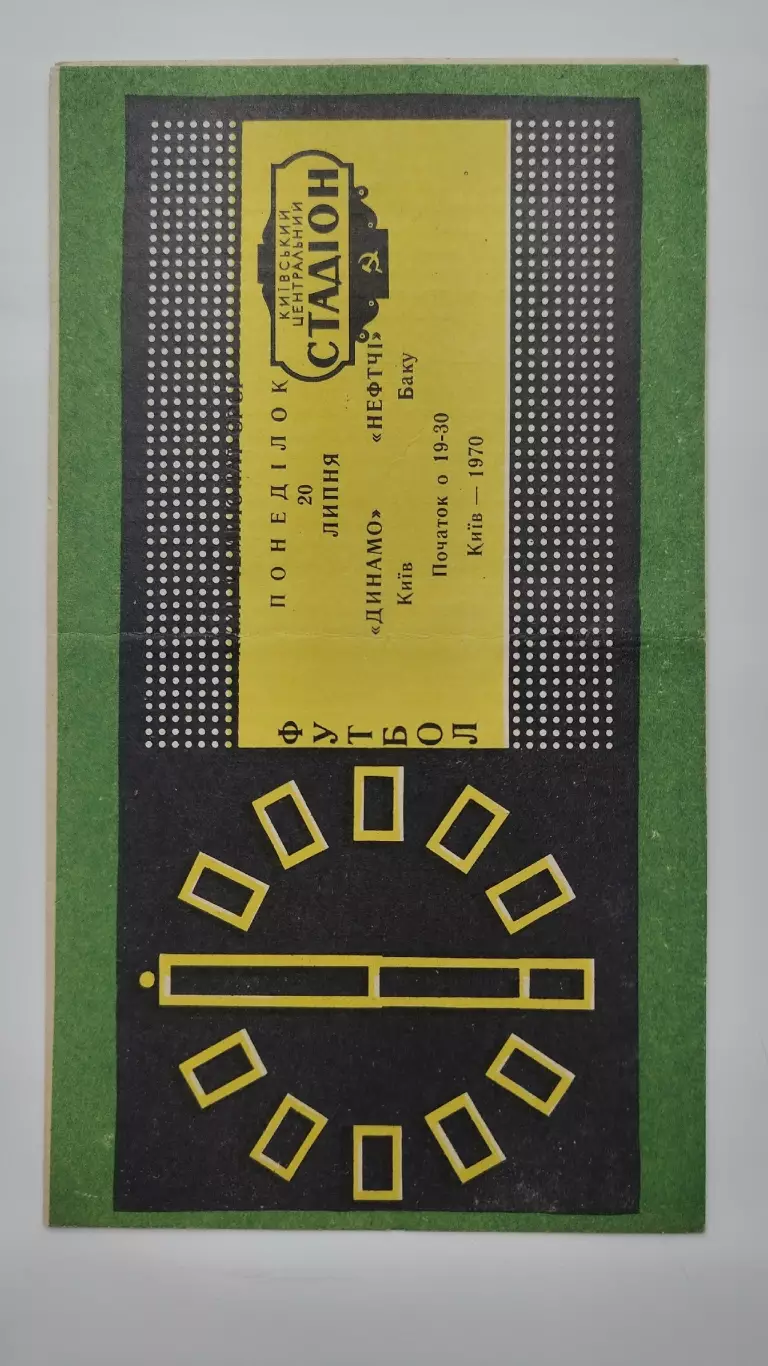 КИЇВСЬКИЙ
ЦЕНТРАЛЬНИЙ
СТАДІОН
ПОНЕДІЛОК
20
ЛИПНЯ
«ДИНАМО» «НЕФТЧІ»
Київ Баку
Початок о 19-30
Київ — 1970
ФУТБОЛ